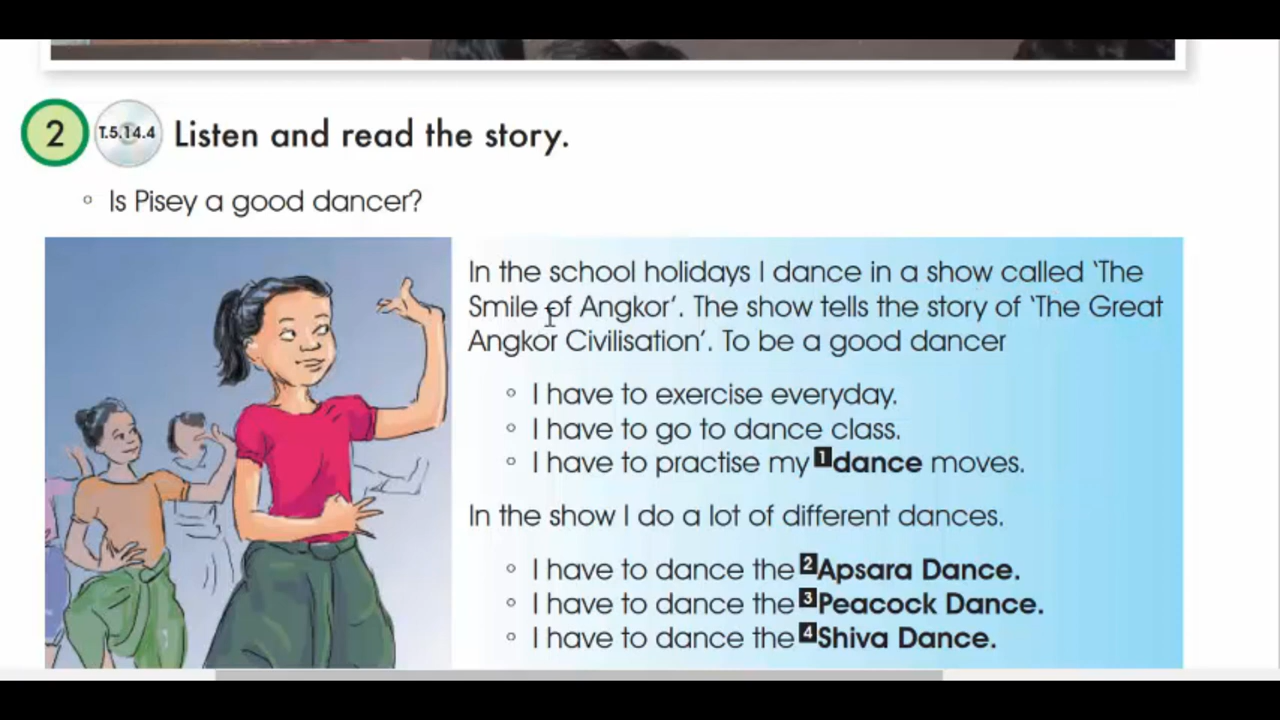 2 T.5.14.4 Listen and read the story.
° Is Pisey a good dancer?
In the school holidays I dance in a show called ‘The
Smile of Angkor’. The show tells the story of ‘The Great
Angkor Civilisation’. To be a good dancer
° I have to exercise everyday.
° I have to go to dance class.
° I have to practise my 1dance moves.
In the show I do a lot of different dances.
° I have to dance the 2Apsara Dance.
° I have to dance the 3Peacock Dance.
° I have to dance the 4Shiva Dance.